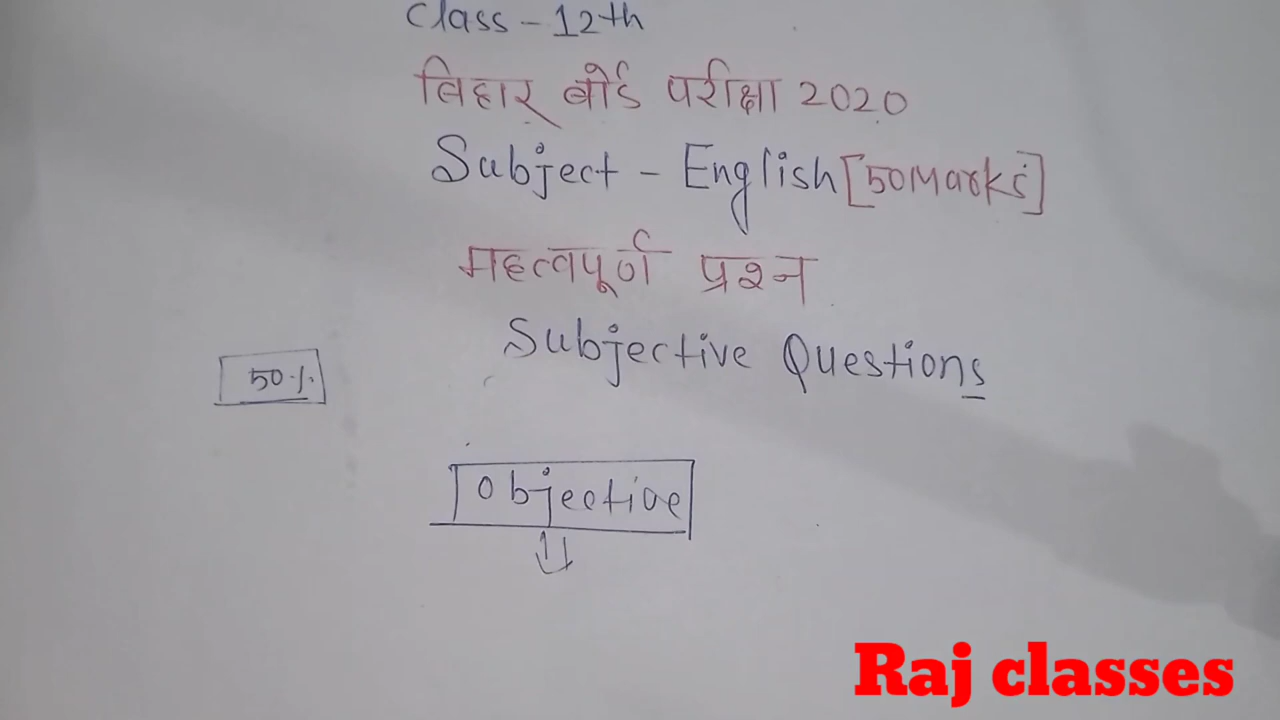 Class - 12th
बिहार बोर्ड परीक्षा 2020
Subject - English [50 Marks]
महत्वपूर्ण प्रश्न
Subjective Questions
50%
Objective
Raj classes